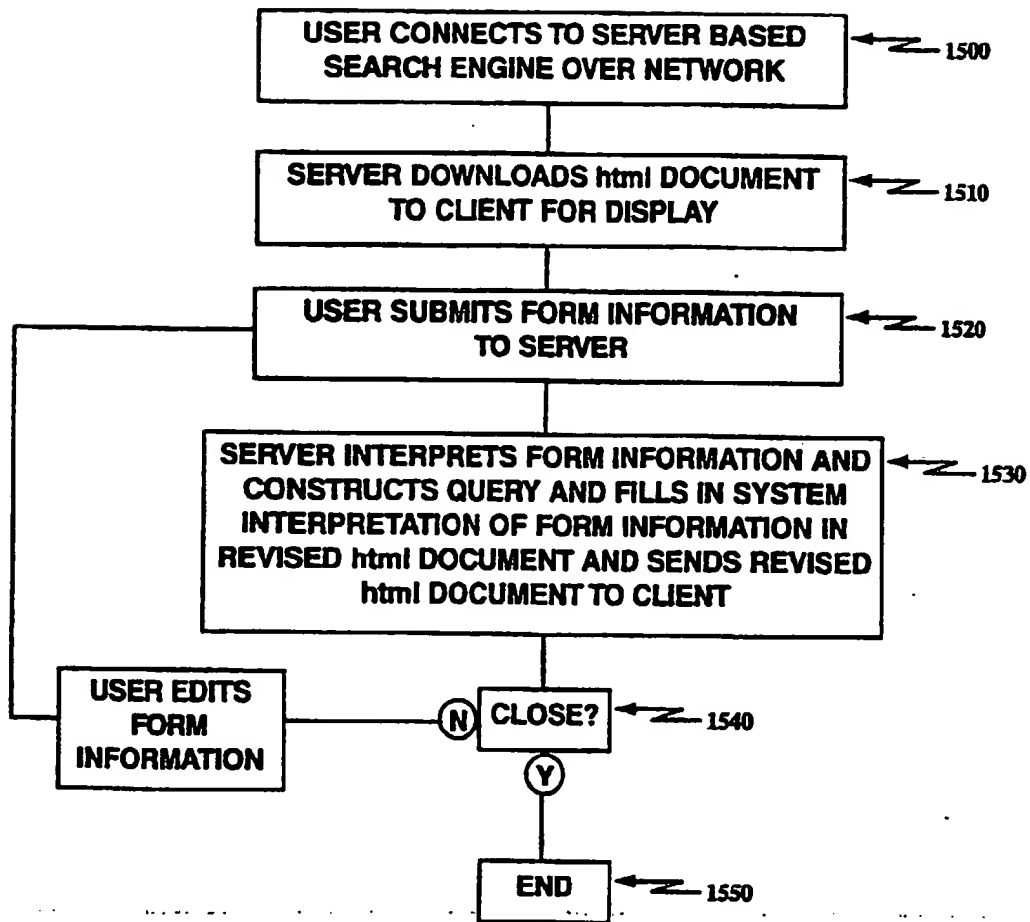 USER CONNECTS TO SERVER BASED
SEARCH ENGINE OVER NETWORK
1500
SERVER DOWNLOADS html DOCUMENT
TO CLIENT FOR DISPLAY
1510
USER SUBMITS FORM INFORMATION
TO SERVER
1520
SERVER INTERPRETS FORM INFORMATION AND
CONSTRUCTS QUERY AND FILLS IN SYSTEM
INTERPRETATION OF FORM INFORMATION IN
REVISED html DOCUMENT AND SENDS REVISED
html DOCUMENT TO CLIENT
1530
USER EDITS
FORM
INFORMATION
N
CLOSE?
1540
Y
END
1550